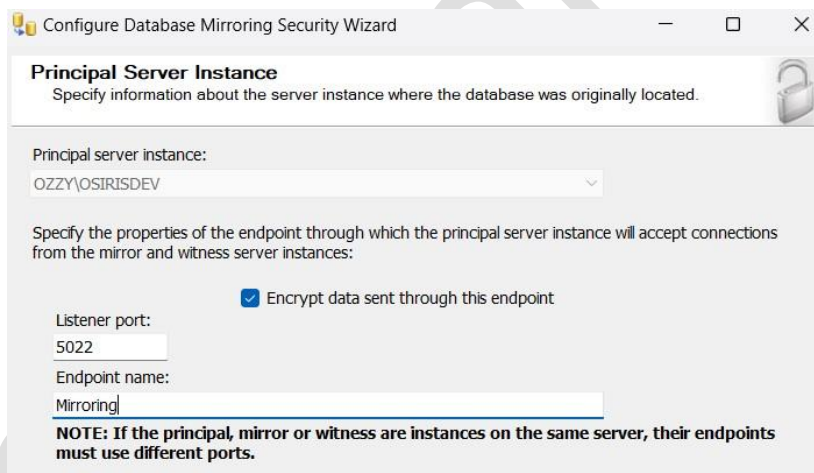 Configure Database Mirroring Security Wizard
Principal Server Instance
Specify information about the server instance where the database was originally located.
Principal server instance:
OZZY\OSIRISDEV
Specify the properties of the endpoint through which the principal server instance will accept connections
from the mirror and witness server instances:
Encrypt data sent through this endpoint
Listener port:
5022
Endpoint name:
Mirroring
NOTE: If the principal, mirror or witness are instances on the same server, their endpoints
must use different ports.